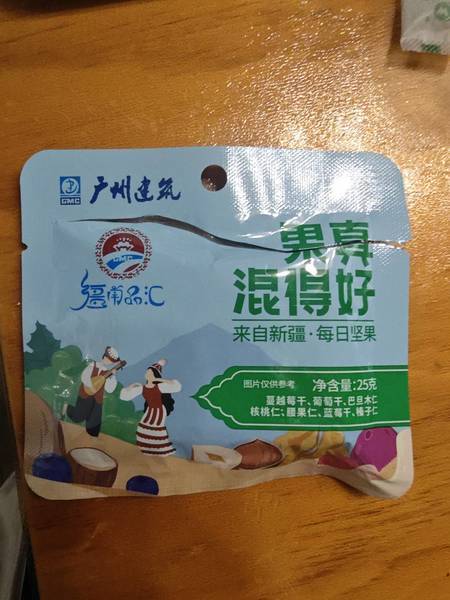 广州建筑
GMC
GMC
疆南品汇
果真
混得好
来自新疆·每日坚果
图片仅供参考 净含量:25克
蔓越莓干、葡萄干、巴旦木仁
核桃仁、腰果仁、蓝莓干、榛子仁